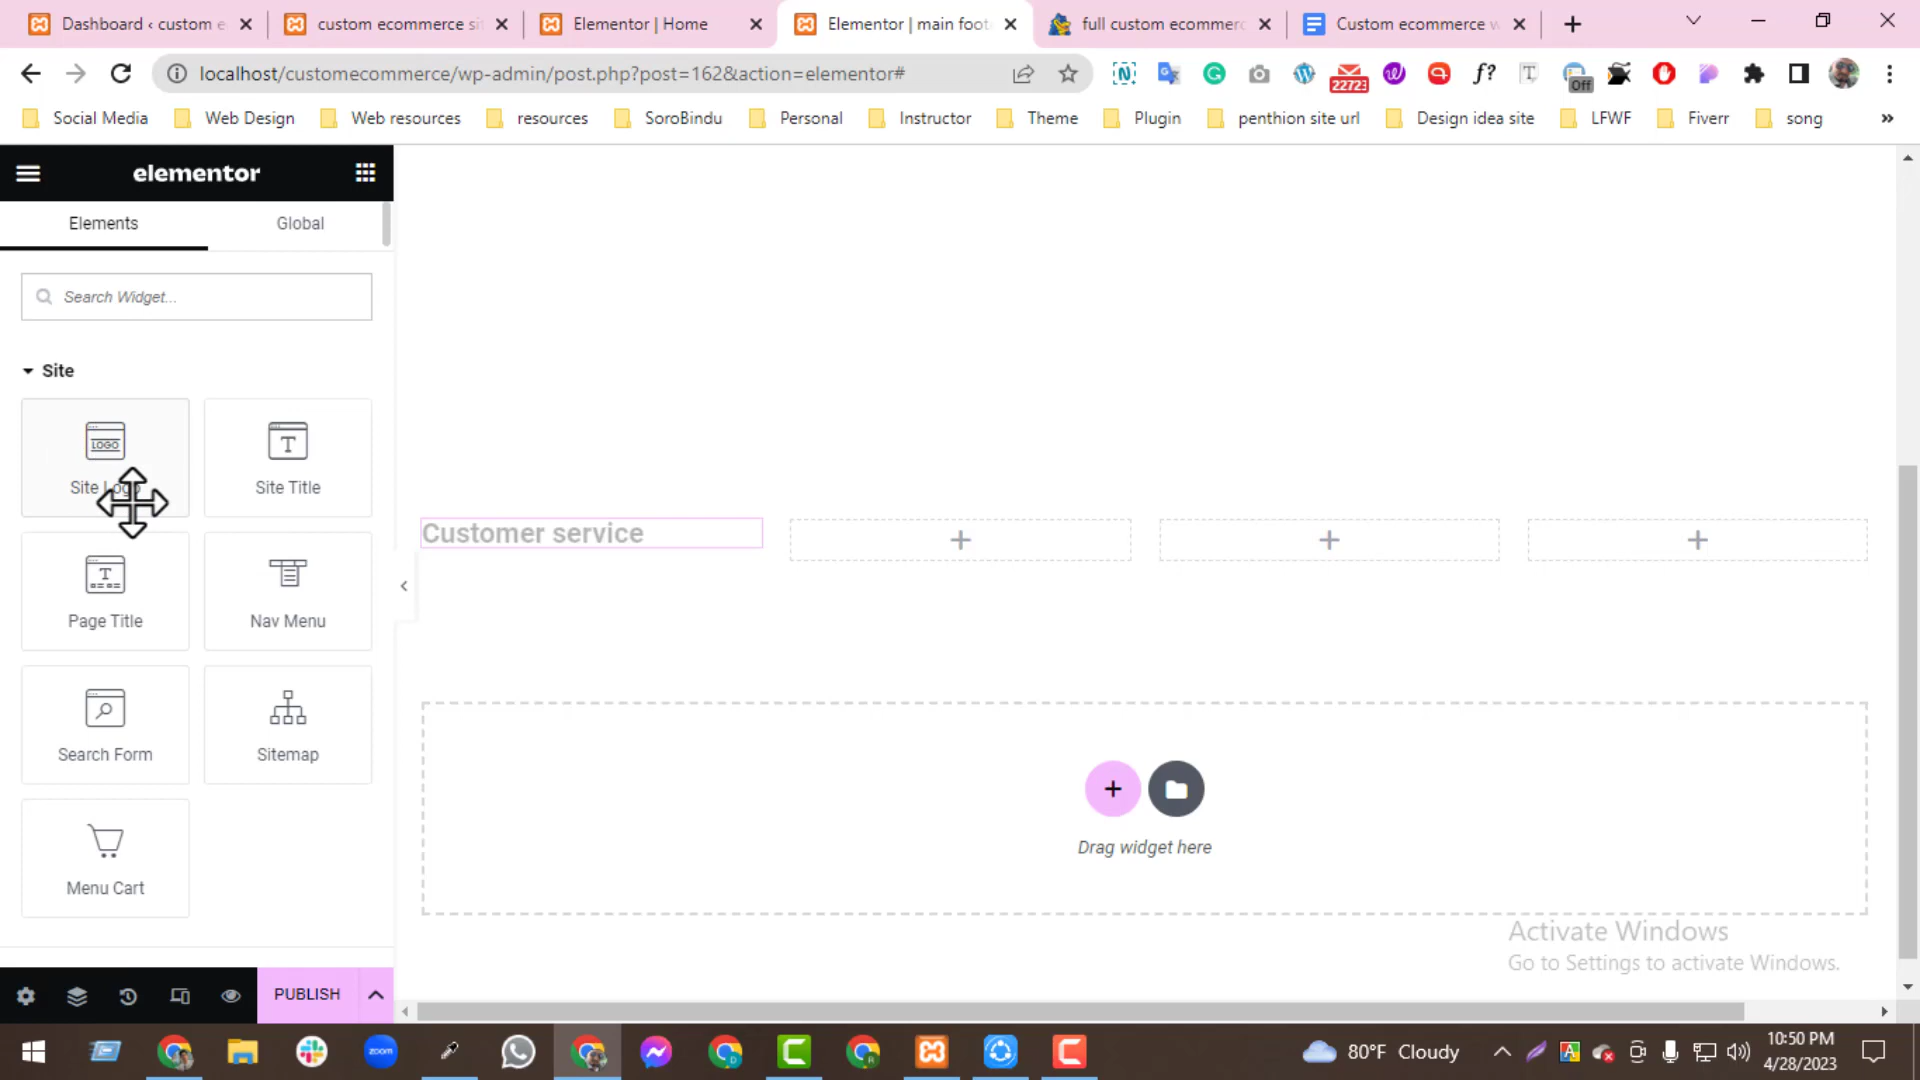 Dashboard ‹ custom e
custom ecommerce si
Elementor | Home
Elementor | main foot
full custom ecommerc
Custom ecommerce w
localhost/customecommerce/wp-admin/post.php?post=162&action=elementor#
22723
Off
Social Media
Web Design
Web resources
resources
SoroBindu
Personal
Instructor
Theme
Plugin
penthion site url
Design idea site
LFWF
Fiverr
song
elementor
Elements
Global
Search Widget...
Site
LOGO
Site Logo
Site Title
Page Title
Nav Menu
Search Form
Sitemap
Menu Cart
Customer service
Drag widget here
Activate Windows
Go to Settings to activate Windows.
PUBLISH
zoom
80°F Cloudy
10:50 PM
4/28/2023